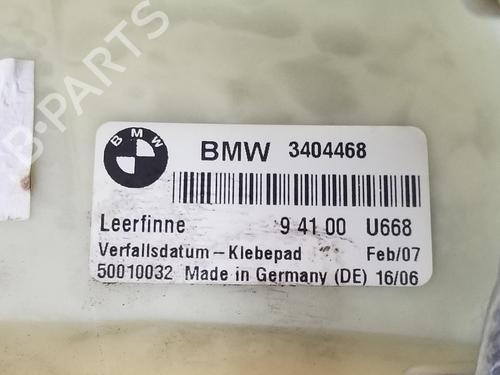 B-PARTS
BMW
BMW 3404468
Leerfinne 9 41 00 U668
Verfallsdatum – Klebepad Feb/07
50010032 Made in Germany (DE) 16/06